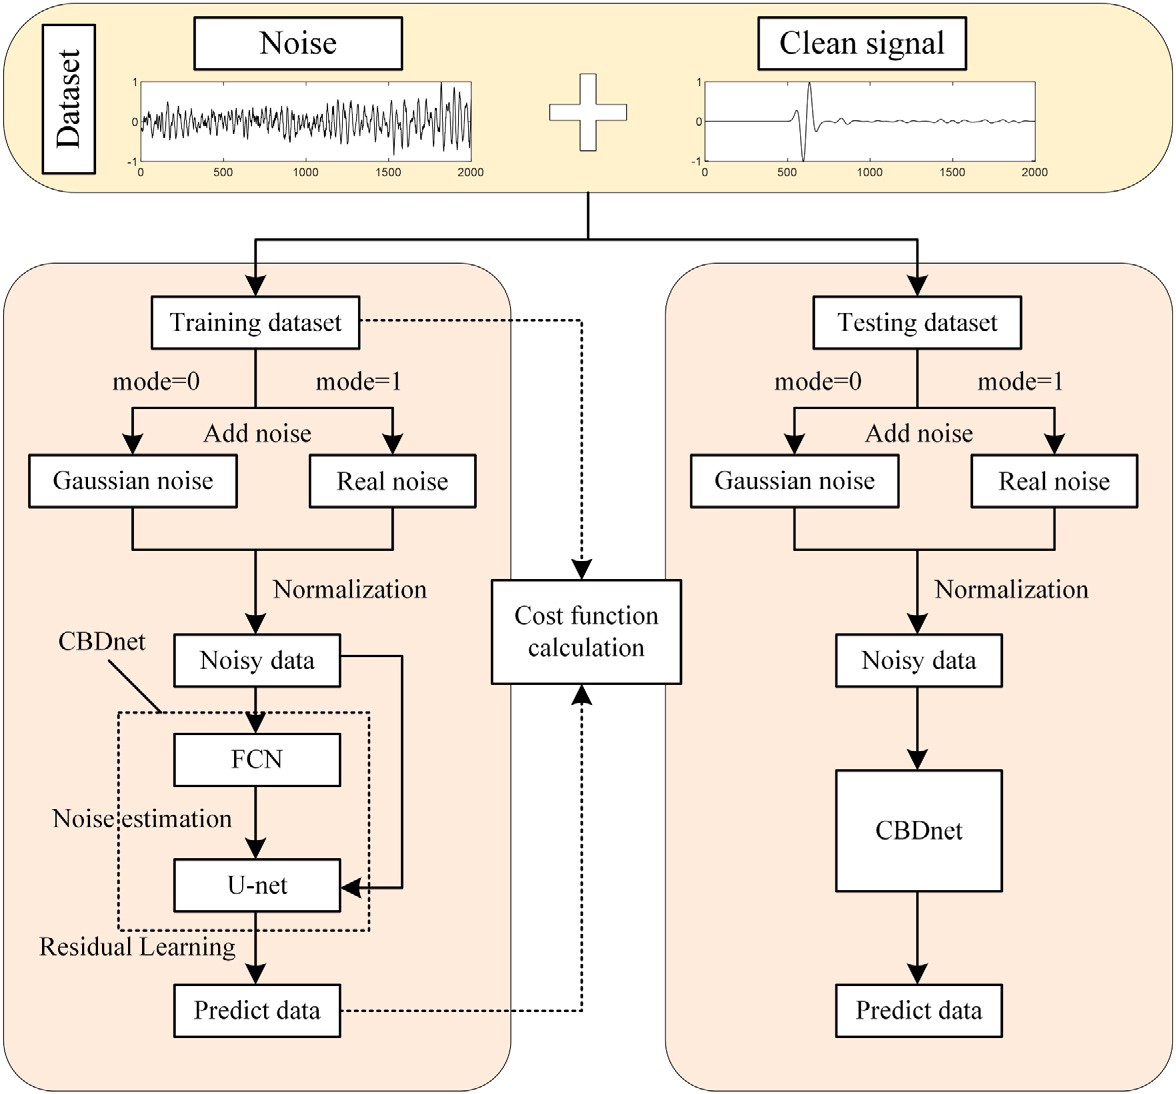 Dataset
Noise
Clean signal
1
0
-1
0
500
1000
1500
2000
1
0
-1
0
500
1000
1500
2000
Training dataset
mode=0
mode=1
Add noise
Gaussian noise
Real noise
Normalization
CBDnet
Noisy data
FCN
Noise estimation
U-net
Residual Learning
Predict data
Cost function
calculation
Testing dataset
mode=0
mode=1
Add noise
Gaussian noise
Real noise
Normalization
Noisy data
CBDnet
Predict data